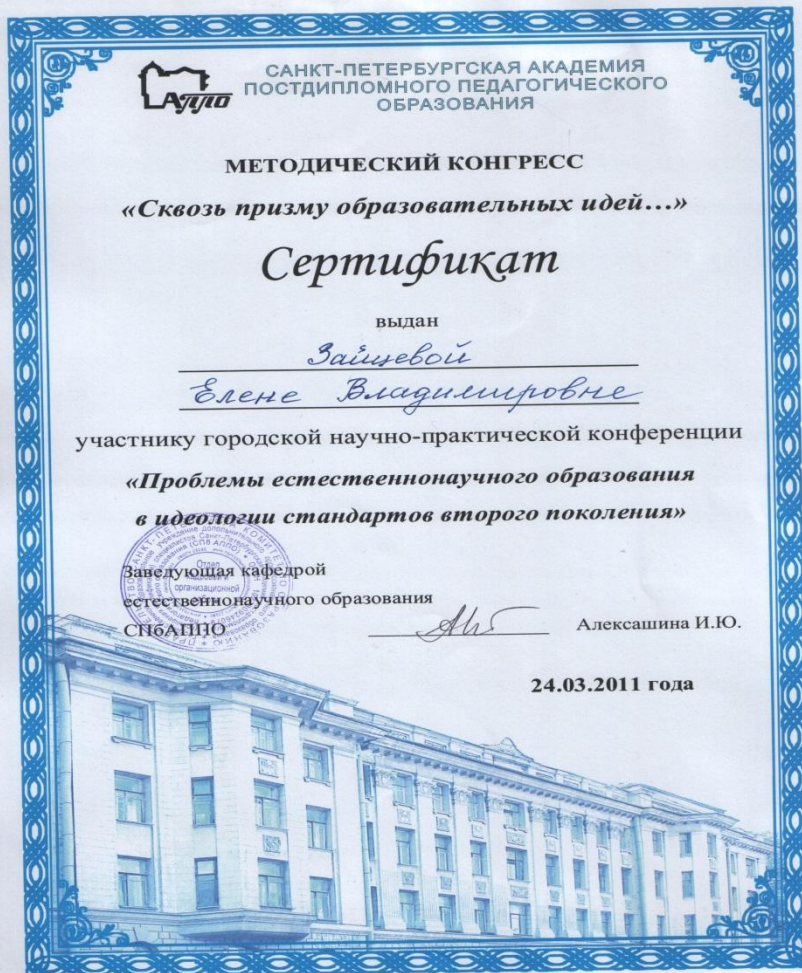 Аппо
САНКТ-ПЕТЕРБУРГСКАЯ АКАДЕМИЯ
ПОСТДИПЛОМНОГО ПЕДАГОГИЧЕСКОГО
ОБРАЗОВАНИЯ
МЕТОДИЧЕСКИЙ КОНГРЕСС
«Сквозь призму образовательных идей…»
Сертификат
выдан
Зайцевой
Елене Владимировне
участнику городской научно-практической конференции
«Проблемы естественнонаучного образования
в идеологии стандартов второго поколения»
Заведующая кафедрой
естественнонаучного образования
СПбАППО Алексашина И.Ю.
24.03.2011 года
Отдел
организационной